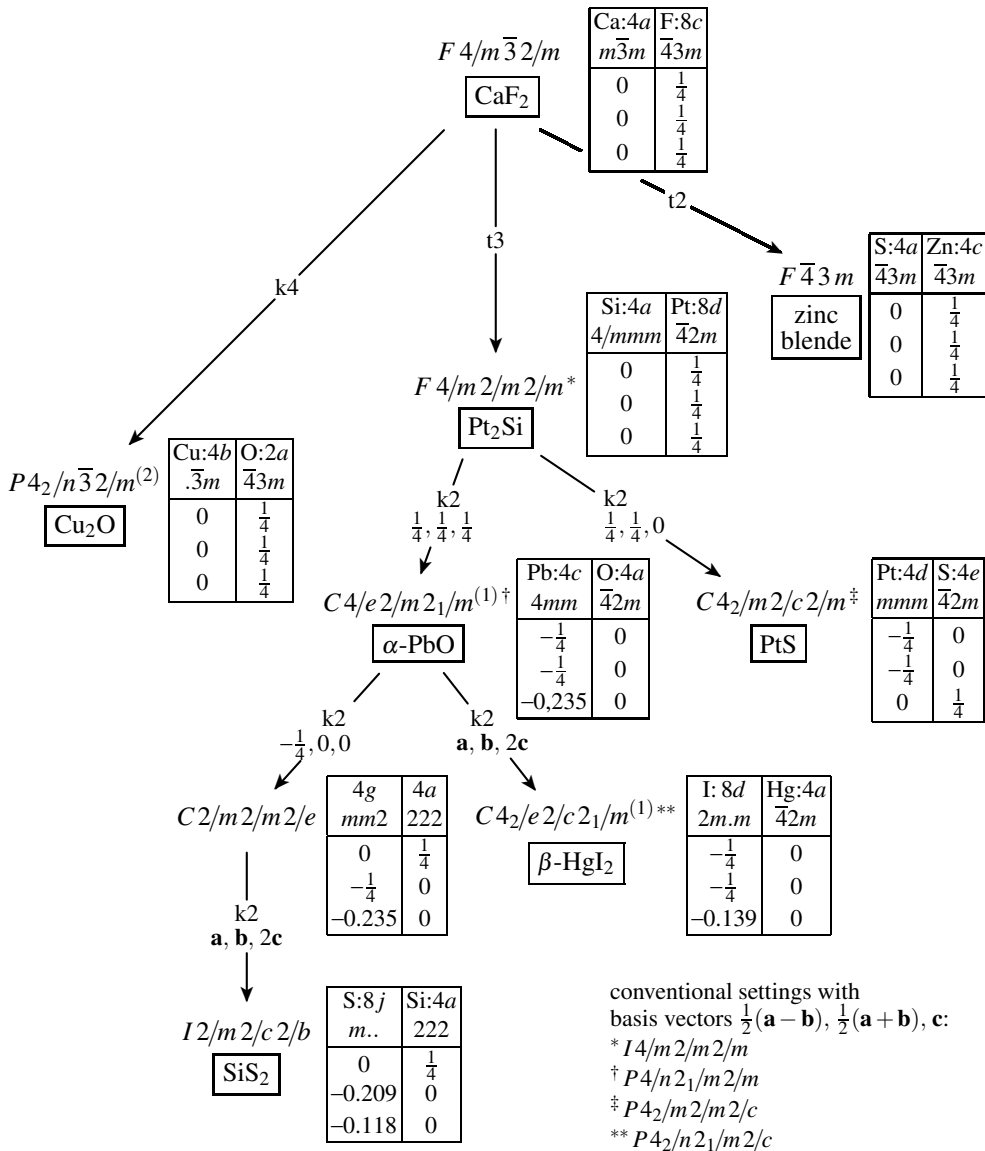 F 4/m 3̅ 2/m
CaF₂
Ca:4a F:8c
m3̅m 4̅3m
0 1/4
0 1/4
0 1/4
k4
t3
t2
F 4̅ 3 m
zinc
blende
S:4a Zn:4c
4̅3m 4̅3m
0 1/4
0 1/4
0 1/4
F 4/m 2/m 2/m*
Pt₂Si
Si:4a Pt:8d
4/mmm 4̅2m
0 1/4
0 1/4
0 1/4
P 4₂/n 3̅ 2/m⁽²⁾
Cu₂O
Cu:4b O:2a
.3̅m 4̅3m
0 1/4
0 1/4
0 1/4
k2
1/4, 1/4, 1/4
k2
1/4, 1/4, 0
C 4/e 2/m 2₁/m⁽¹⁾ †
α-PbO
Pb:4c O:4a
4mm 4̅2m
−1/4 0
−1/4 0
−0,235 0
C 4₂/m 2/c 2/m‡
PtS
Pt:4d S:4e
mmm 4̅2m
−1/4 0
−1/4 0
0 1/4
k2
−1/4, 0, 0
k2
a, b, 2c
C 2/m 2/m 2/e
4g 4a
mm2 222
0 1/4
−1/4 0
−0.235 0
C 4₂/e 2/c 2₁/m⁽¹⁾ **
β-HgI₂
I: 8d Hg:4a
2m.m 4̅2m
−1/4 0
−1/4 0
−0.139 0
k2
a, b, 2c
I 2/m 2/c 2/b
SiS₂
S:8j Si:4a
m.. 222
0 1/4
−0.209 0
−0.118 0
conventional settings with
basis vectors 1/2(a − b), 1/2(a + b), c:
* I 4/m 2/m 2/m
† P 4/n 2₁/m 2/m
‡ P 4₂/m 2/m 2/c
** P 4₂/n 2₁/m 2/c